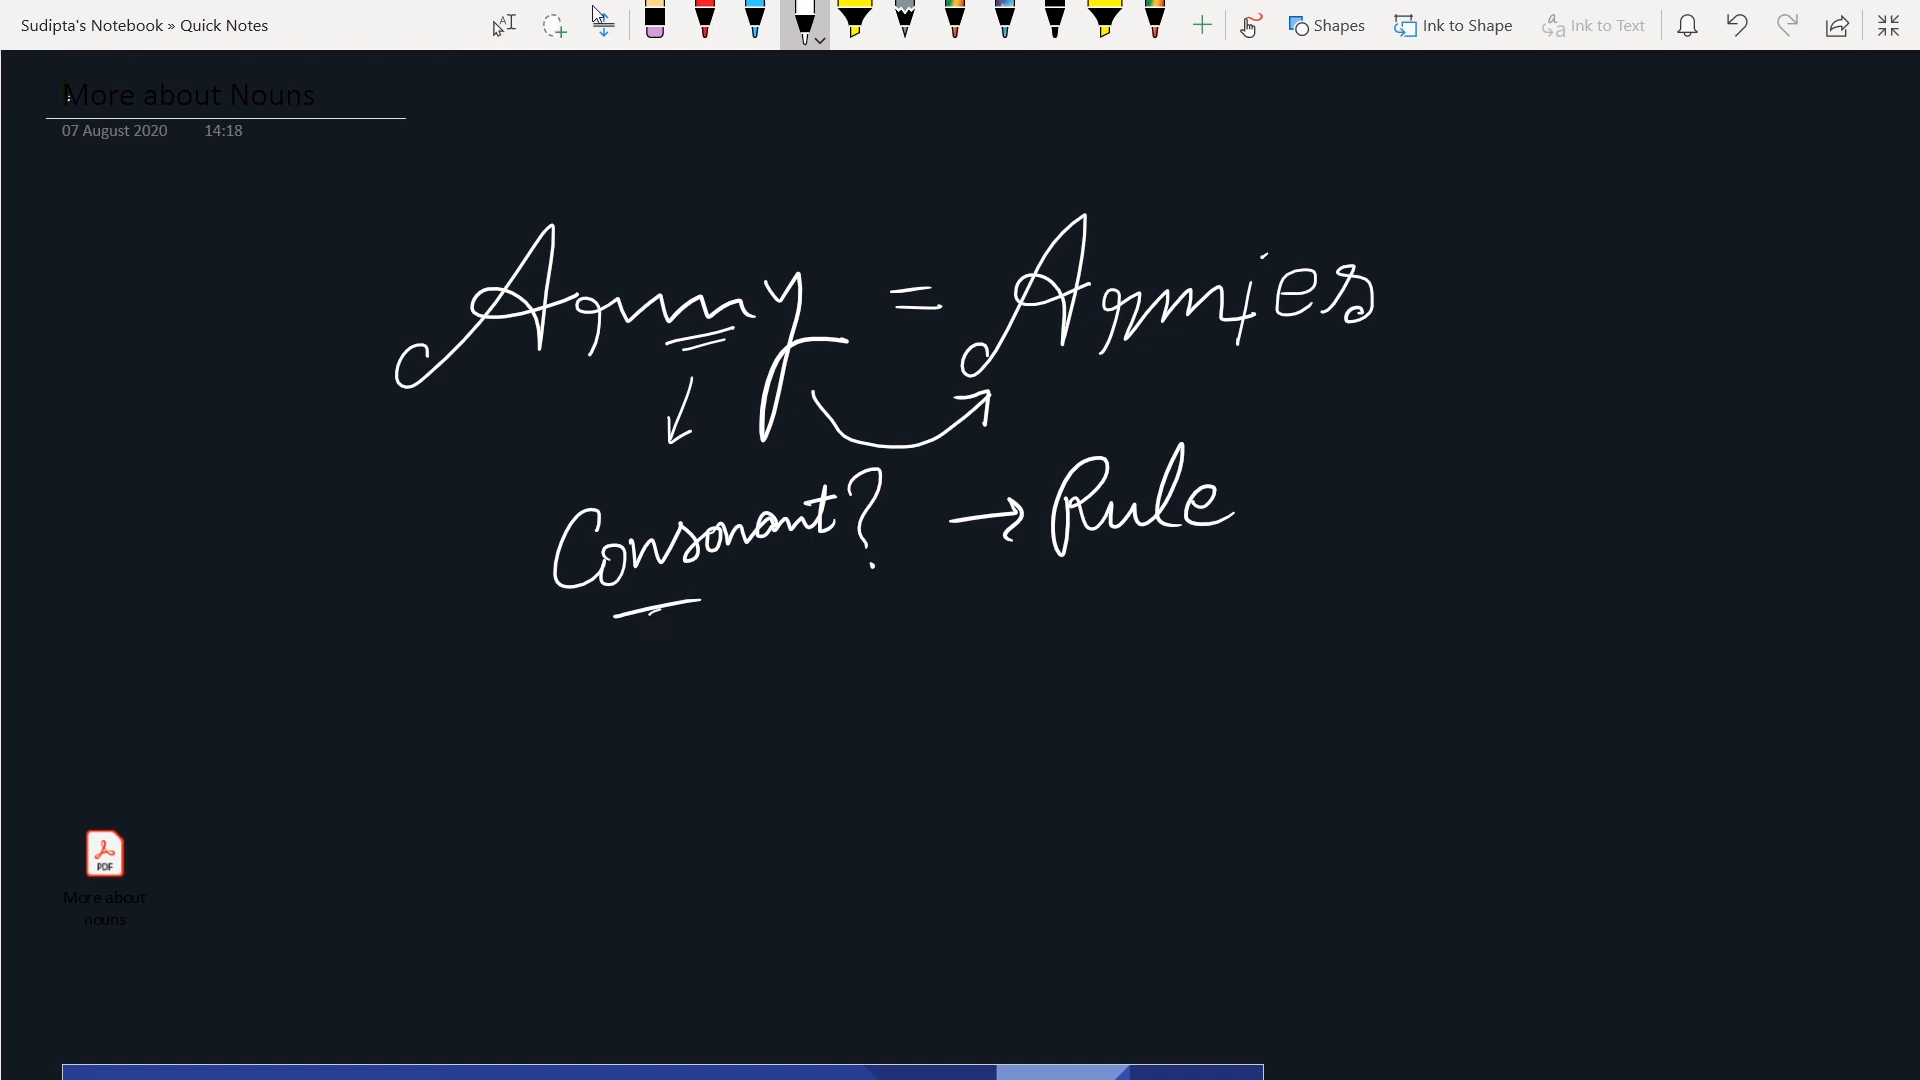 Sudipta's Notebook » Quick Notes
Shapes
Ink to Shape
Ink to Text
More about Nouns
07 August 2020 14:18
Army = Armies
Consonant? → Rule
PDF
More about
nouns